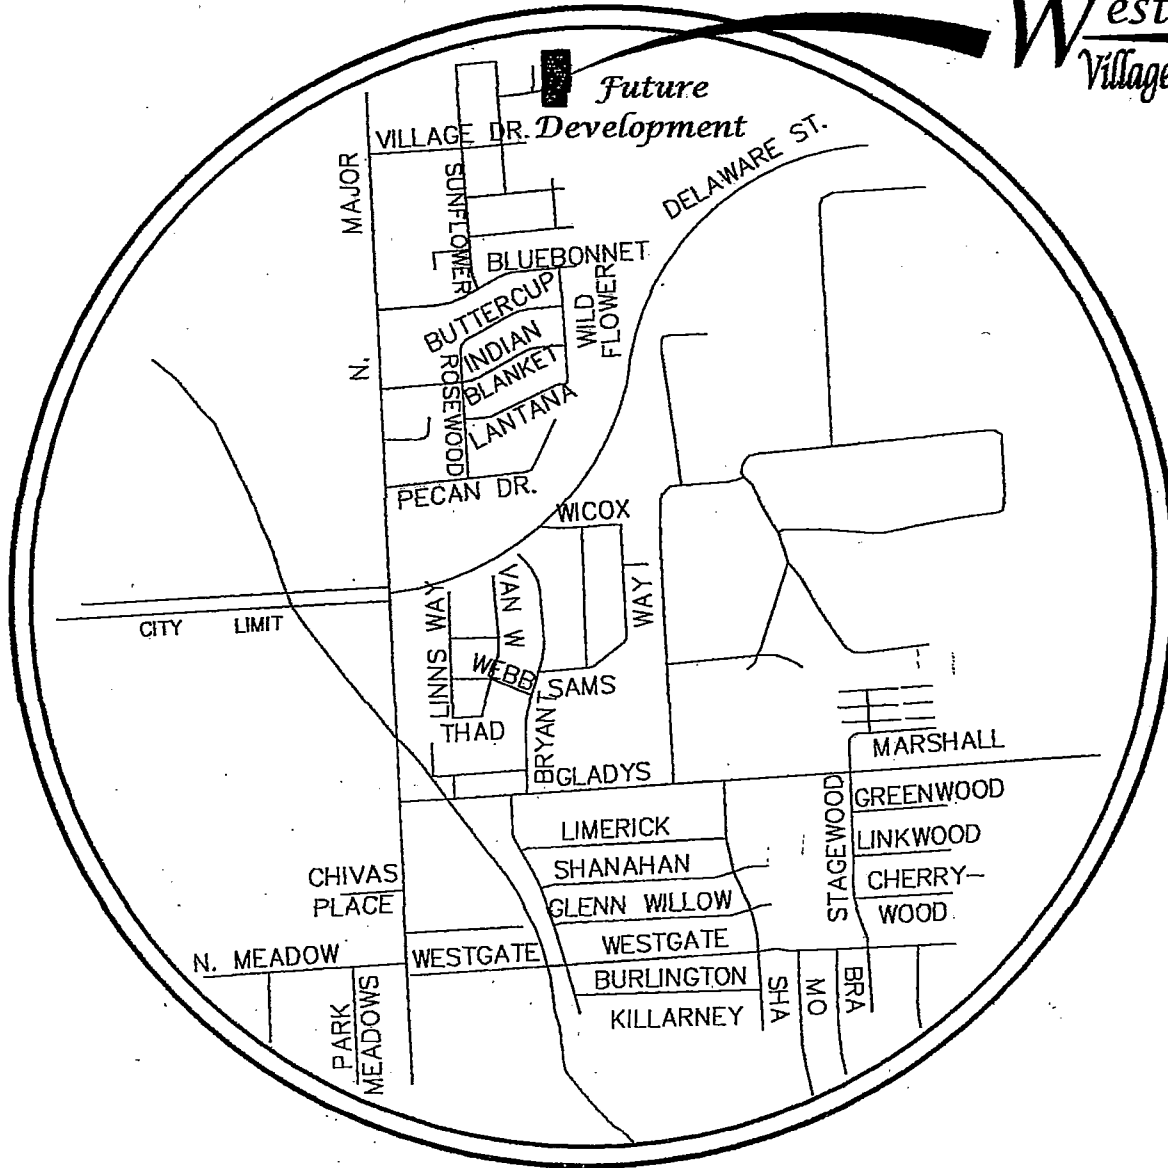 West
Village
Future
Development
VILLAGE DR.
DELAWARE ST.
MAJOR
SUNFLOWER
BLUEBONNET
BUTTERCUP
WILD
FLOWER
INDIAN
BLANKET
N.
ROSEWOOD
LANTANA
PECAN DR.
WICOX
VAN W
WAY
LINNS WAY
CITY LIMIT
WEBB
SAMS
THAD
BRYANT
GLADYS
MARSHALL
STAGEWOOD
GREENWOOD
LIMERICK
LINKWOOD
SHANAHAN
CHIVAS
PLACE
CHERRY-
WOOD
GLENN WILLOW
N. MEADOW
WESTGATE
WESTGATE
BURLINGTON
KILLARNEY
SHA
MO
BRA
PARK
MEADOWS